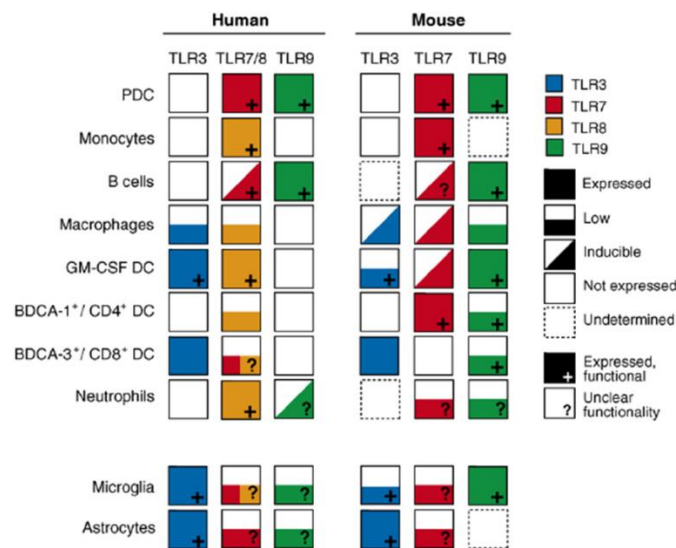 Human Mouse
TLR3 TLR7/8 TLR9 TLR3 TLR7 TLR9
PDC + + + +
Monocytes + +
B cells + + ? +
Macrophages
GM-CSF DC + + + +
BDCA-1⁺/ CD4⁺ DC + +
BDCA-3⁺/ CD8⁺ DC ? +
Neutrophils + ? ? ?
Microglia + ? ? + ? +
Astrocytes + ? ? + ?
TLR3
TLR7
TLR8
TLR9
Expressed
Low
Inducible
Not expressed
Undetermined
+ Expressed,
functional
? Unclear
functionality